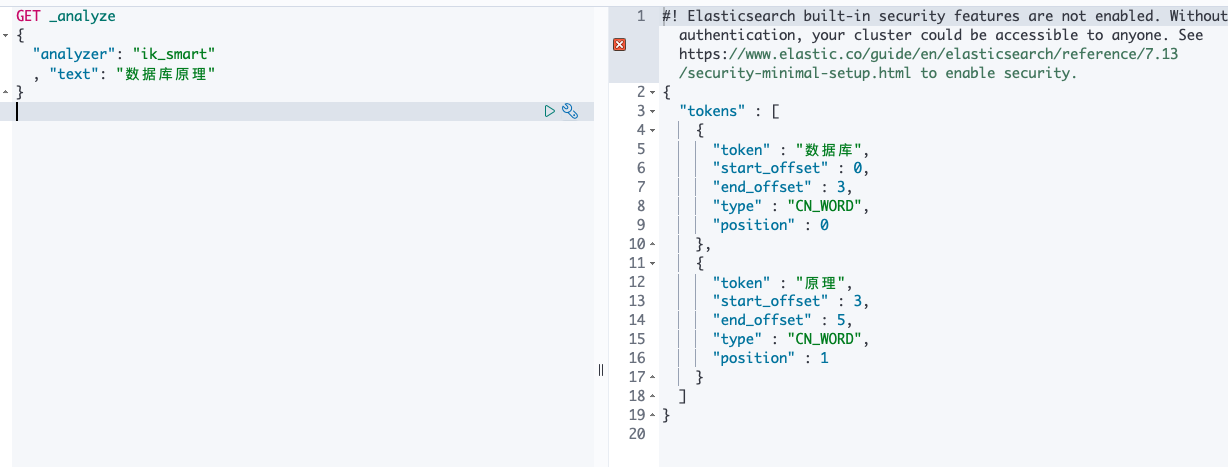 GET _analyze
{
  "analyzer": "ik_smart"
  , "text": "数据库原理"
}
1 #! Elasticsearch built-in security features are not enabled. Without
authentication, your cluster could be accessible to anyone. See
https://www.elastic.co/guide/en/elasticsearch/reference/7.13
/security-minimal-setup.html to enable security.
2 {
3   "tokens" : [
4     {
5       "token" : "数据库",
6       "start_offset" : 0,
7       "end_offset" : 3,
8       "type" : "CN_WORD",
9       "position" : 0
10     },
11     {
12       "token" : "原理",
13       "start_offset" : 3,
14       "end_offset" : 5,
15       "type" : "CN_WORD",
16       "position" : 1
17     }
18   ]
19 }
20